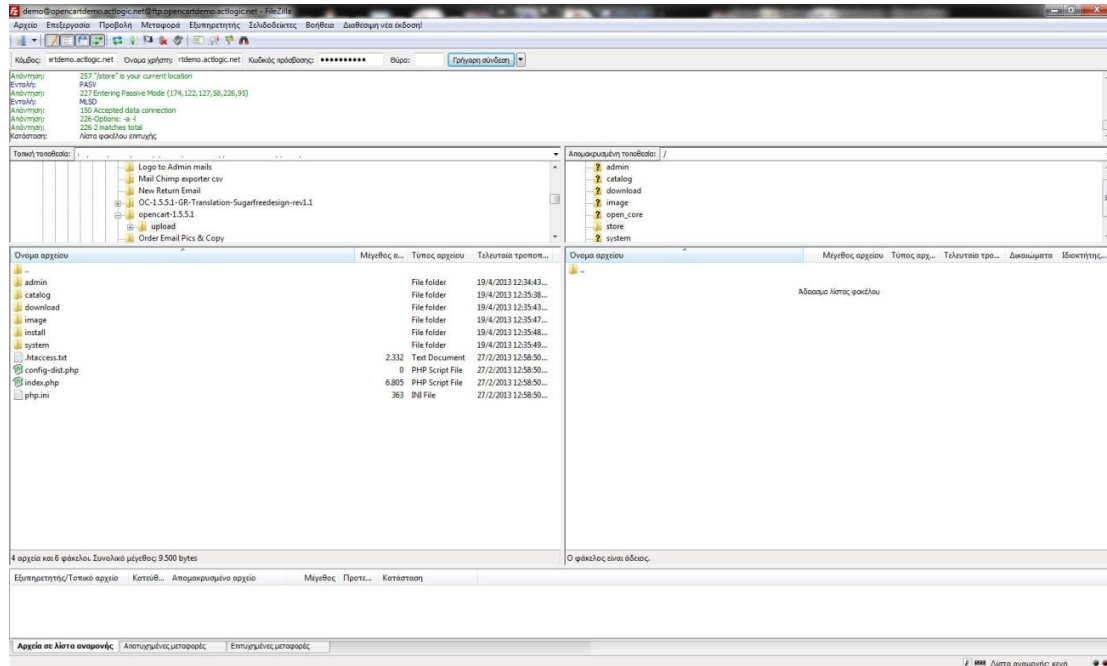 demo@opencartdemo.actlogic.net@ftp.opencartdemo.actlogic.net - FileZilla
Αρχείο Επεξεργασία Προβολή Μεταφορά Εξυπηρετητής Σελιδοδείκτες Βοήθεια Διαθέσιμη νέα έκδοση!
Κόμβος: rtdemo.actlogic.net Όνομα χρήστη: rtdemo.actlogic.net Κωδικός πρόσβασης: ●●●●●●●●●● Θύρα: Γρήγορη σύνδεση
Απάντηση: 257 "/store" is your current location
Εντολή: PASV
Απάντηση: 227 Entering Passive Mode (174,122,127,58,226,95)
Εντολή: MLSD
Απάντηση: 150 Accepted data connection
Απάντηση: 226-Options: -a -l
Απάντηση: 226 2 matches total
Κατάσταση: Λίστα φακέλου επιτυχής
Τοπική τοποθεσία:
Logo to Admin mails
Mail Chimp exporter csv
New Return Email
OC-1.5.5.1-GR-Translation-Sugarfreedesign-rev1.1
opencart-1.5.5.1
upload
Order Email Pics & Copy
Απομακρυσμένη τοποθεσία: /
admin
catalog
download
image
open_core
store
system
Όνομα αρχείου Μέγεθος α... Τύπος αρχείου Τελευταία τροποπ...
..
admin File folder 19/4/2013 12:34:43...
catalog File folder 19/4/2013 12:35:38...
download File folder 19/4/2013 12:35:43...
image File folder 19/4/2013 12:35:47...
install File folder 19/4/2013 12:35:48...
system File folder 19/4/2013 12:35:49...
.htaccess.txt 2.332 Text Document 27/2/2013 12:58:50...
config-dist.php 0 PHP Script File 27/2/2013 12:58:50...
index.php 6.805 PHP Script File 27/2/2013 12:58:50...
php.ini 363 INI File 27/2/2013 12:58:50...
4 αρχεία και 6 φάκελοι. Συνολικό μέγεθος: 9.500 bytes
Όνομα αρχείου Μέγεθος αρχείου Τύπος αρχ... Τελευταία τρο... Δικαιώματα Ιδιοκτήτης...
..
Άδειασμα λίστας φακέλου
Ο φάκελος είναι άδειος.
Εξυπηρετητής/Τοπικό αρχείο Κατεύθ... Απομακρυσμένο αρχείο Μέγεθος Προτε... Κατάσταση
Αρχεία σε λίστα αναμονής Αποτυχημένες μεταφορές Επιτυχημένες μεταφορές
Λίστα αναμονής: κενή